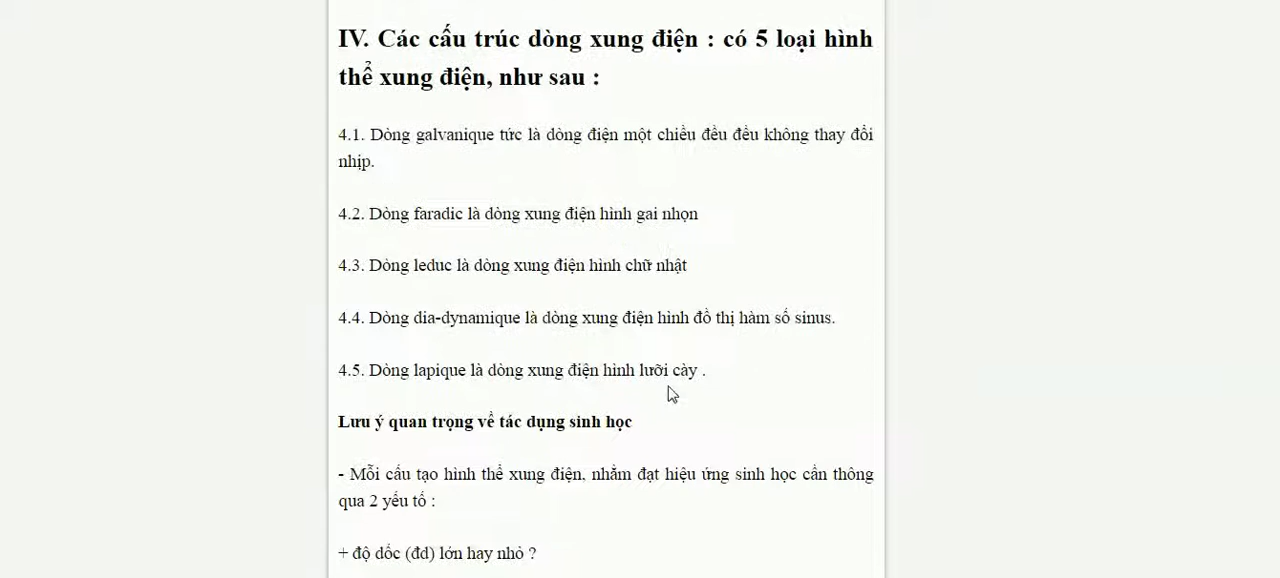 IV. Các cấu trúc dòng xung điện : có 5 loại hình
thể xung điện, như sau :
4.1. Dòng galvanique tức là dòng điện một chiều đều đều không thay đổi
nhịp.
4.2. Dòng faradic là dòng xung điện hình gai nhọn
4.3. Dòng leduc là dòng xung điện hình chữ nhật
4.4. Dòng dia-dynamique là dòng xung điện hình đồ thị hàm số sinus.
4.5. Dòng lapique là dòng xung điện hình lưỡi cày .
Lưu ý quan trọng về tác dụng sinh học
- Mỗi cấu tạo hình thể xung điện, nhằm đạt hiệu ứng sinh học cần thông
qua 2 yếu tố :
+ độ dốc (đd) lớn hay nhỏ ?